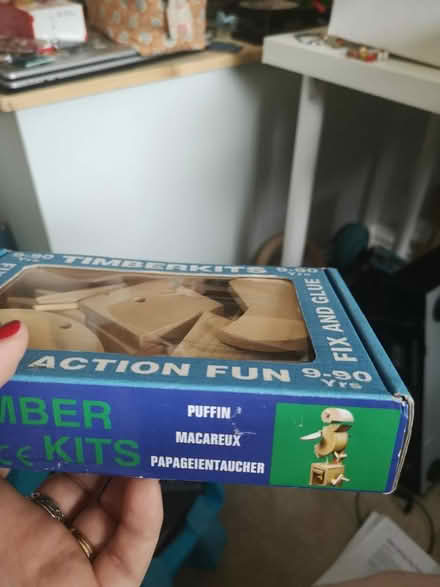 9-90 Yrs TIMBERKITS 9-90 Yrs
FIX AND GLUE
ACTION FUN 9-90 Yrs
MBER
KITS
CE
PUFFIN
MACAREUX
PAPAGEIENTAUCHER